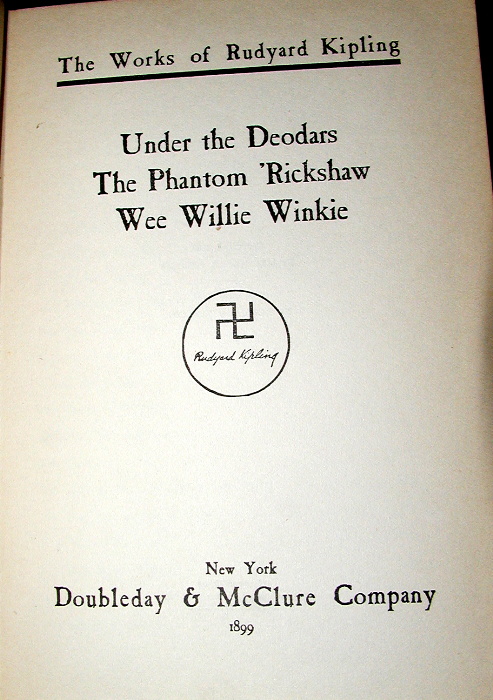 The Works of Rudyard Kipling
Under the Deodars
The Phantom 'Rickshaw
Wee Willie Winkie
Rudyard Kipling
New York
Doubleday & McClure Company
1899